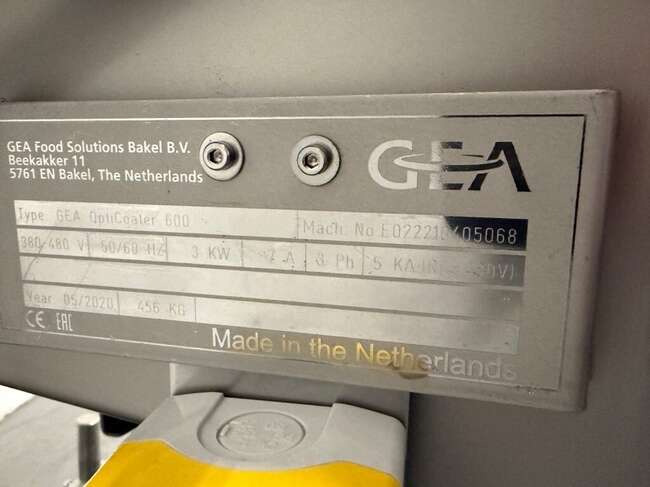 GEA Food Solutions Bakel B.V.
Beekakker 11
5761 EN Bakel, The Netherlands
GEA
Type GEA OptiCoater 600 Mach. No.
380-480 V 50/60 Hz 3 KW A 3 Ph 5 KA
Year 05/2020 456 KG
CE EAC
Made in the Netherlands